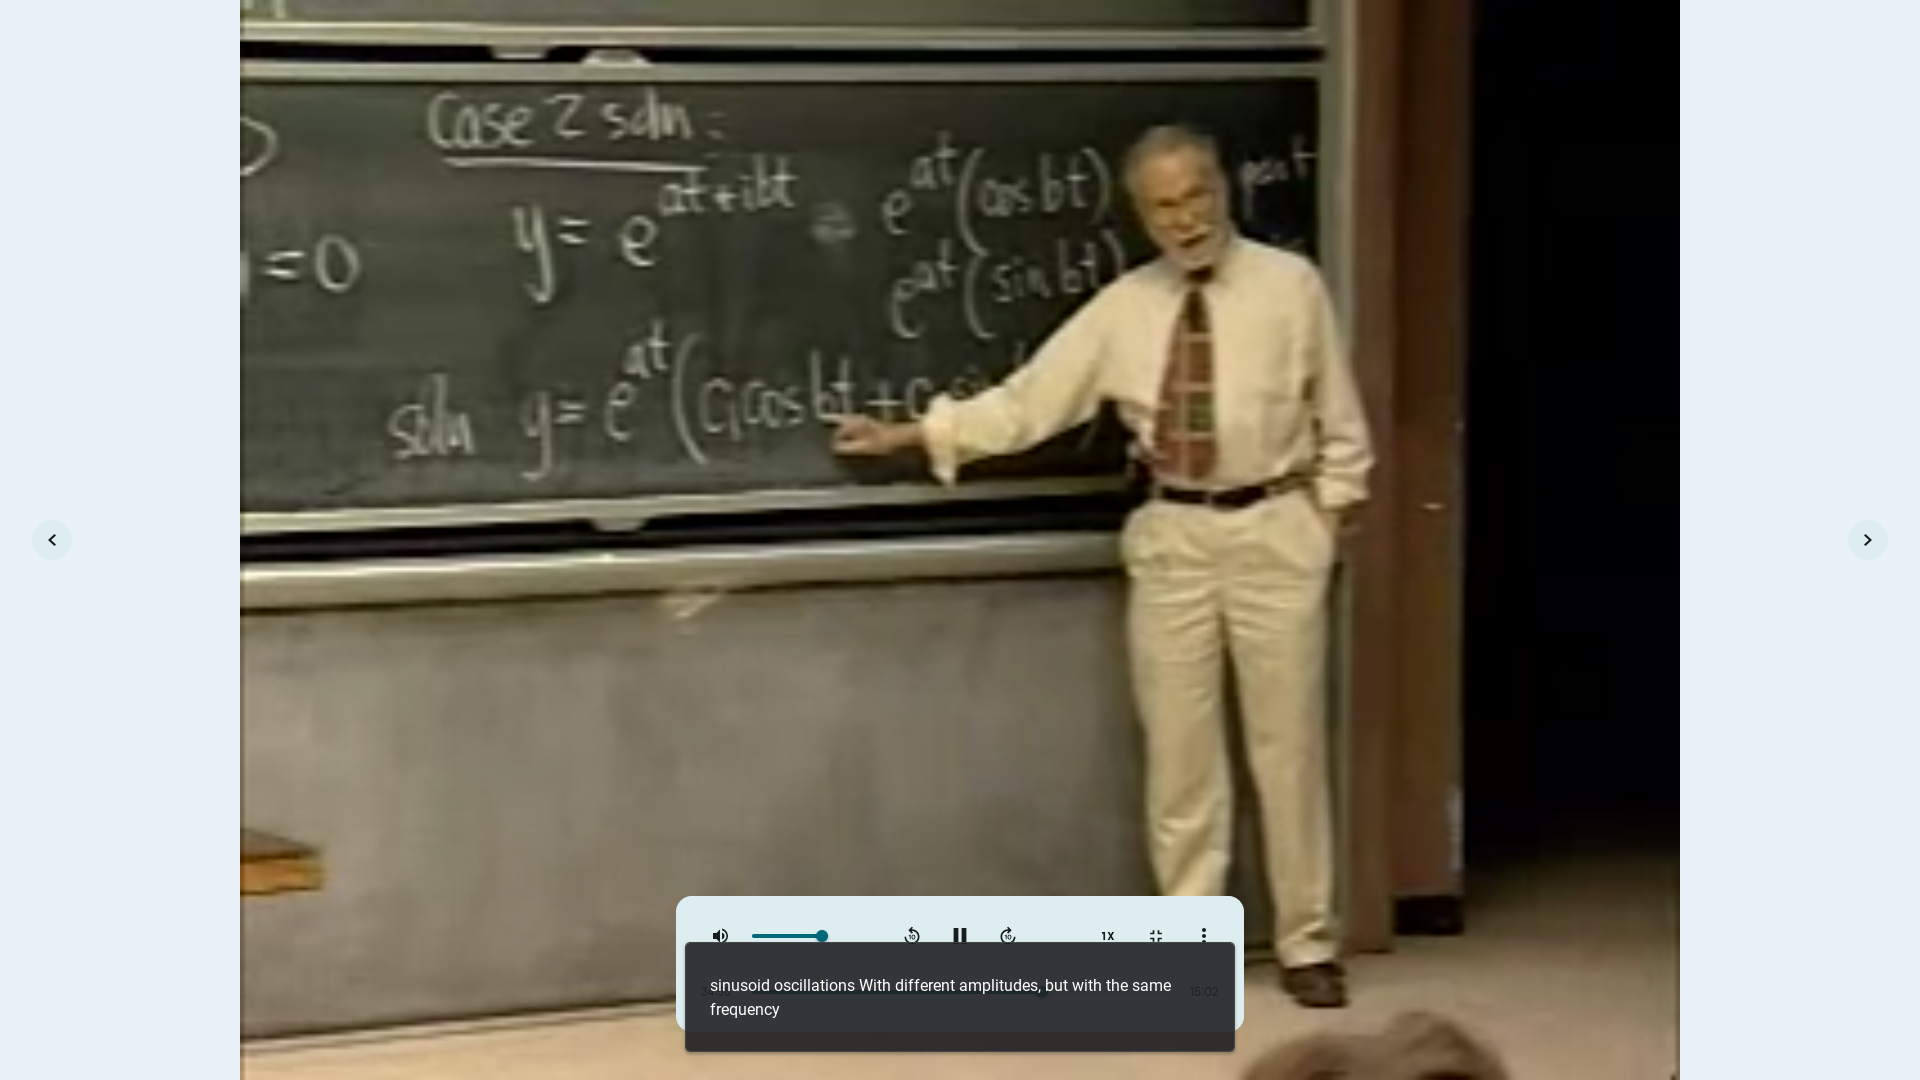 Case 2 soln:
y = e^{at+ibt} ⇒ e^{at}(cos bt)
e^{at}(sin bt)
= 0
soln y = e^{at}(c₁cos bt + c
1X
15:02
sinusoid oscillations With different amplitudes, but with the same
frequency